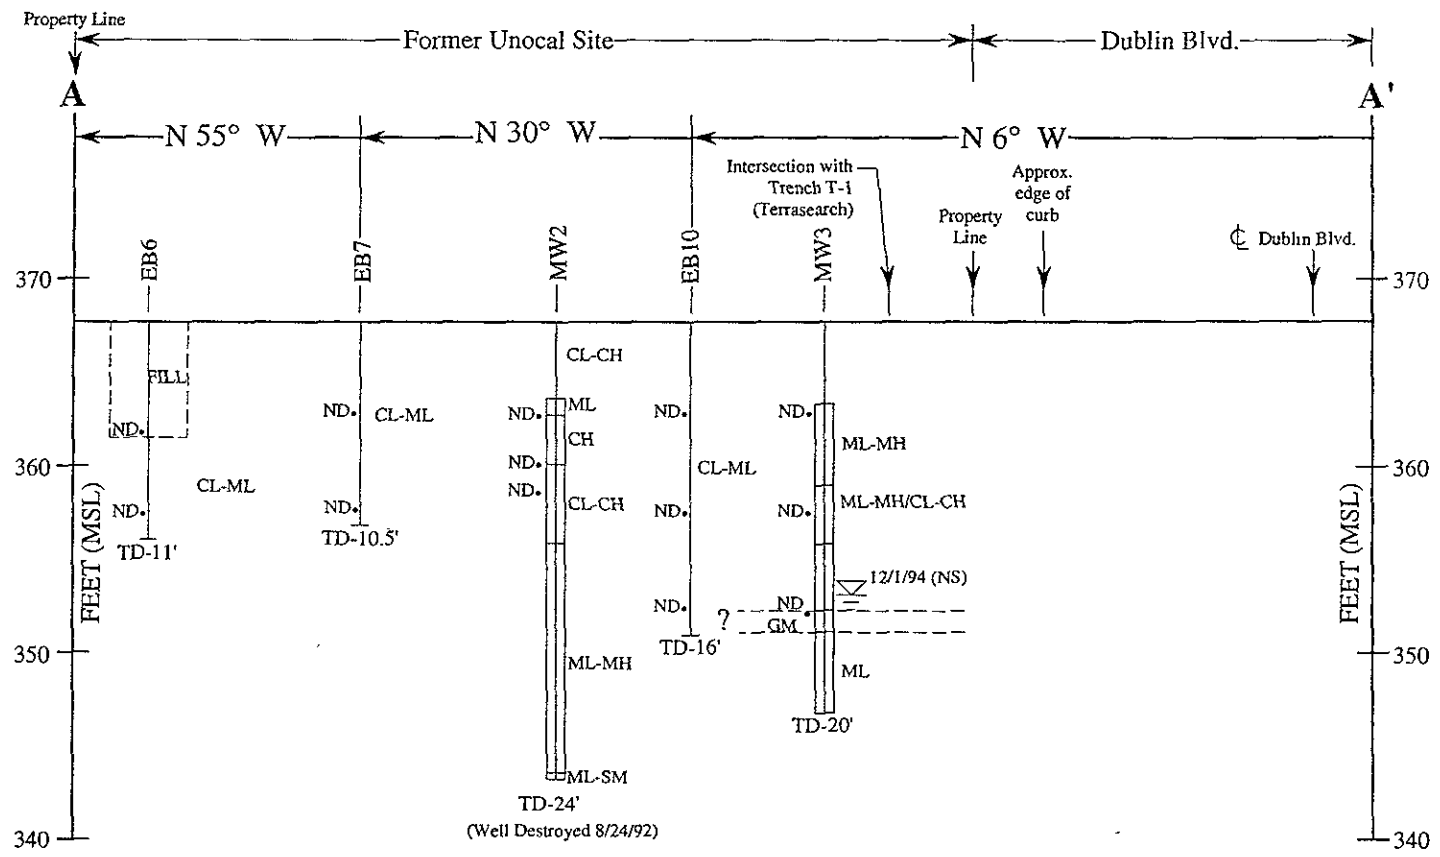 Property Line
Former Unocal Site
Dublin Blvd.
A
A'
N 55° W
N 30° W
N 6° W
Intersection with
Trench T-1
(Terrasearch)
Approx.
edge of
curb
Property
Line
℄ Dublin Blvd.
EB6
EB7
MW2
EB10
MW3
370
370
CL-CH
FILL
ND.
ND.
CL-ML
ND.
ML
ND.
ND.
ND.
CH
ML-MH
360
ND.
CL-ML
360
CL-ML
ND.
CL-CH
ML-MH/CL-CH
ND.
ND.
ND.
ND.
TD-11'
TD-10.5'
FEET (MSL)
FEET (MSL)
12/1/94 (NS)
ND.
?
ND
GM
TD-16'
350
ML-MH
ML
350
TD-20'
ML-SM
TD-24'
(Well Destroyed 8/24/92)
340
340